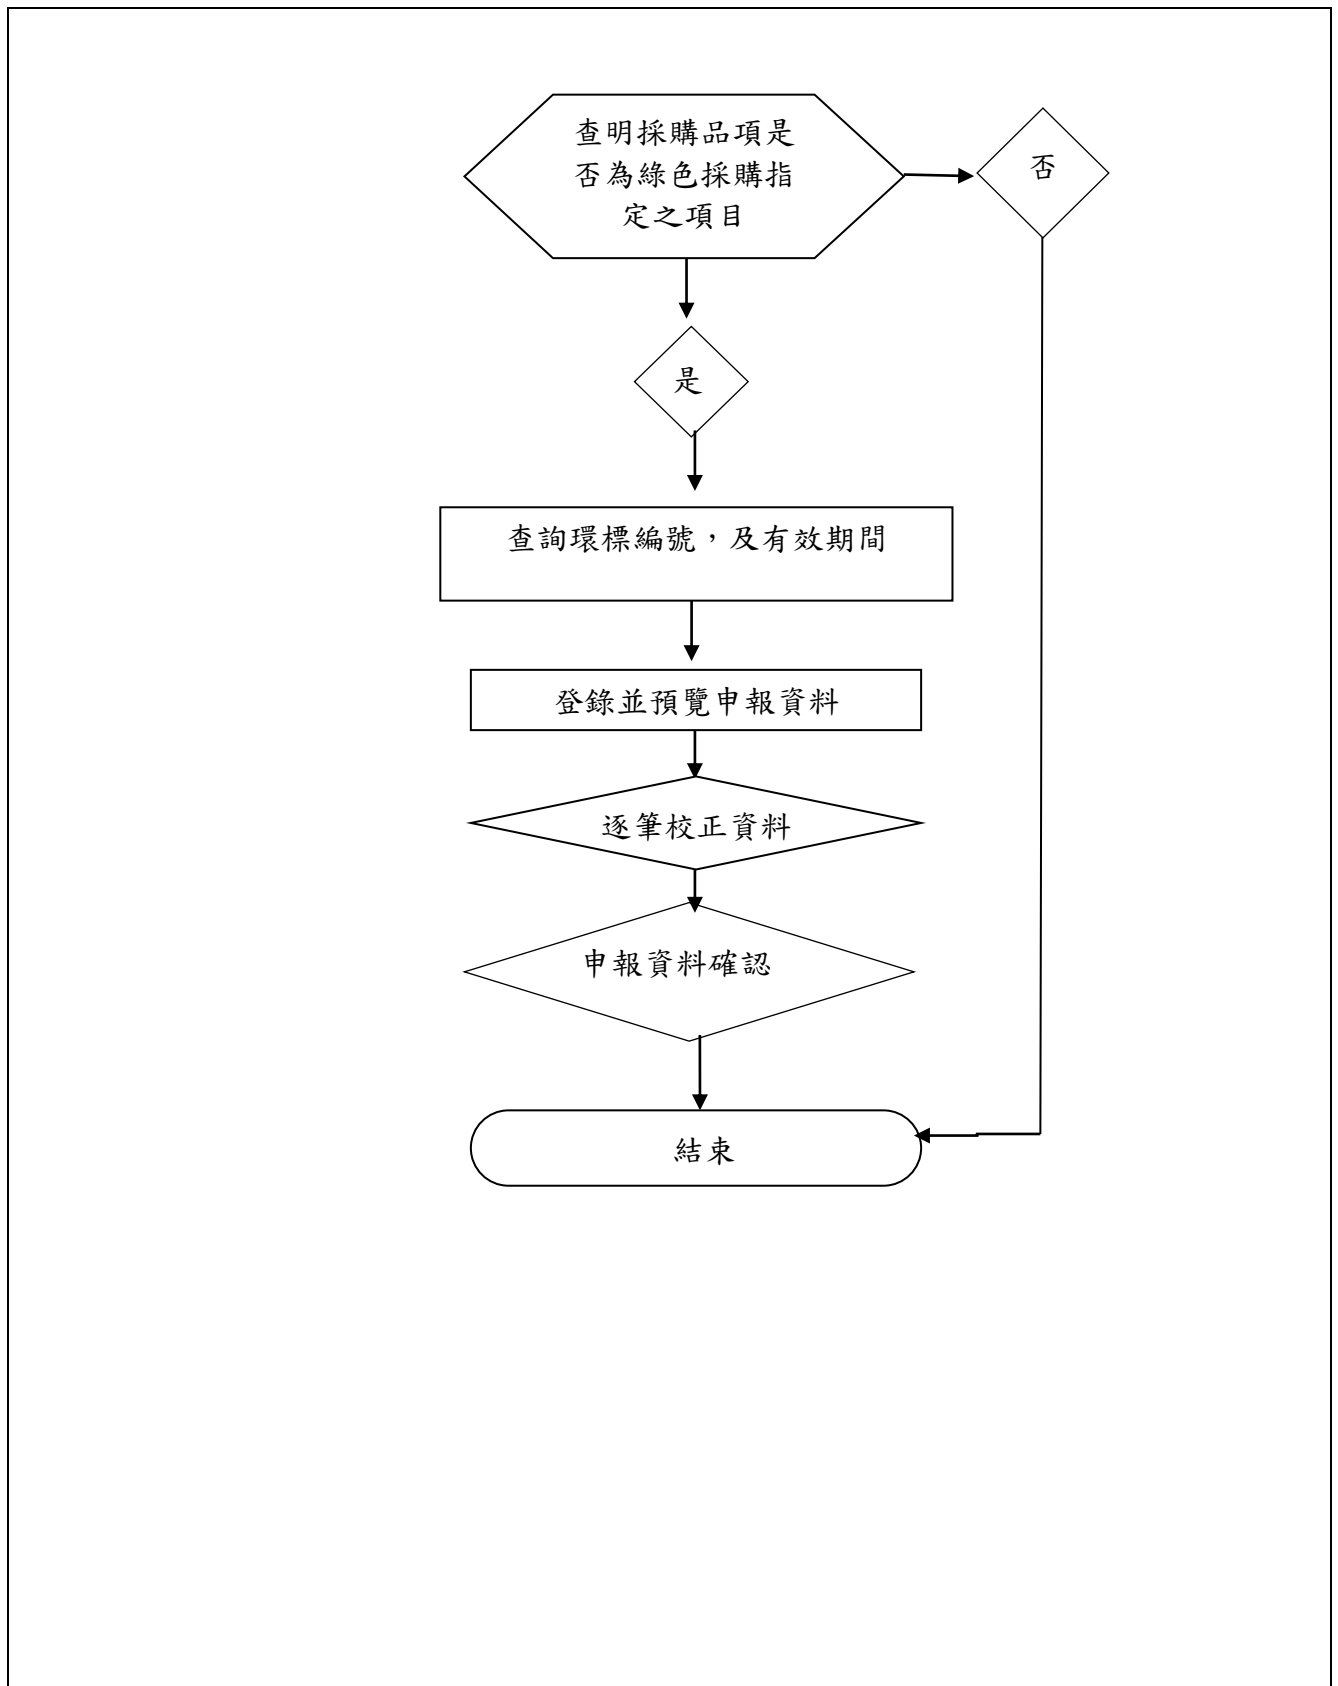 查明採購品項是
否為綠色採購指
定之項目
否
是
查詢環標編號，及有效期間
登錄並預覽申報資料
逐筆校正資料
申報資料確認
結束